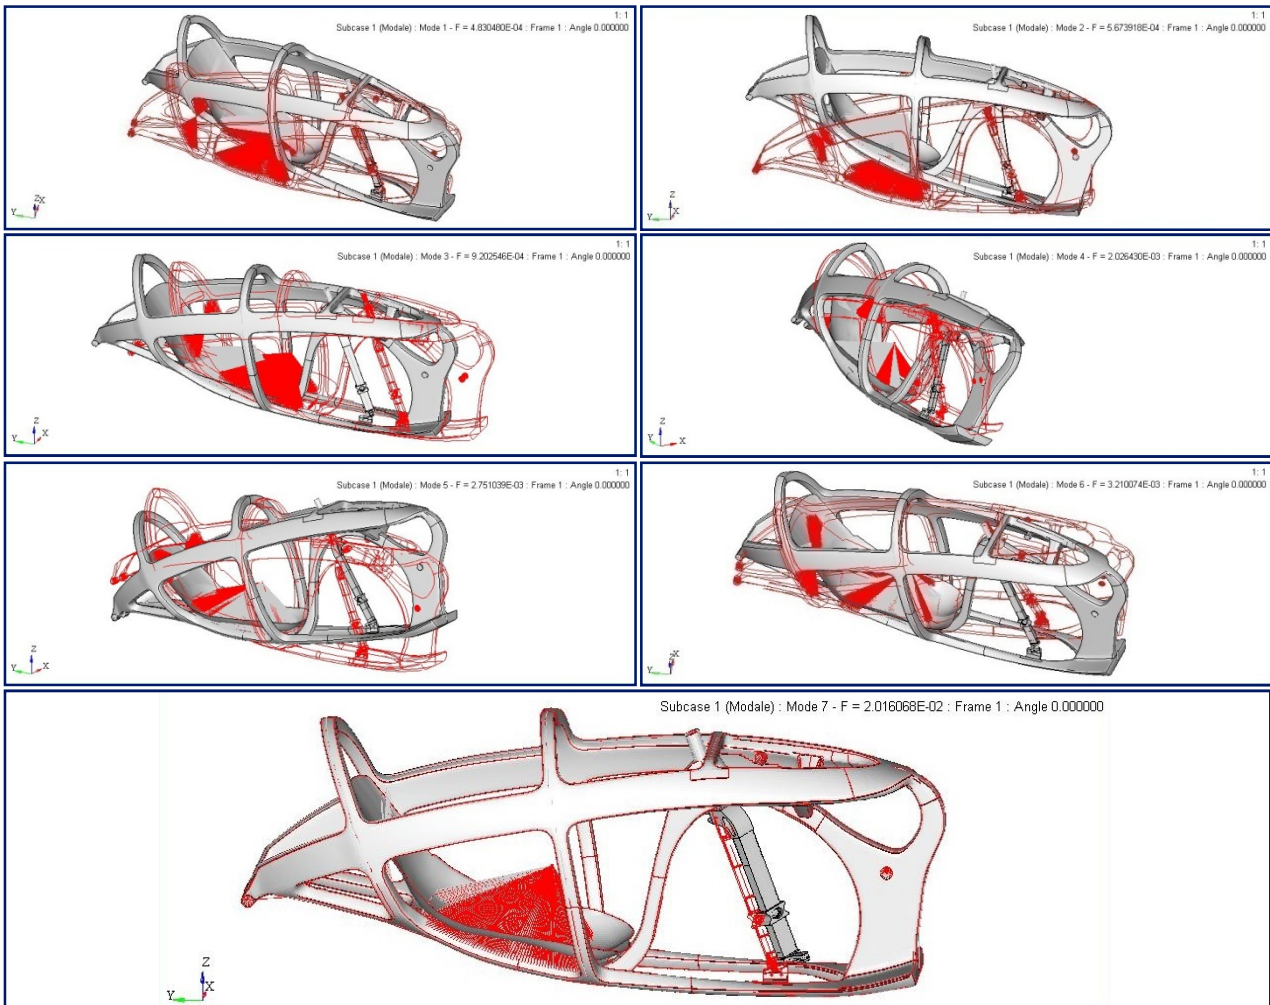 1: 1
Subcase 1 (Modale) : Mode 1 - F = 4.830480E-04 : Frame 1 : Angle 0.000000
Z
X
Y
1: 1
Subcase 1 (Modale) : Mode 2 - F = 5.673918E-04 : Frame 1 : Angle 0.000000
Z
Y
X
1: 1
Subcase 1 (Modale) : Mode 3 - F = 9.202546E-04 : Frame 1 : Angle 0.000000
Z
Y
X
1: 1
Subcase 1 (Modale) : Mode 4 - F = 2.026430E-03 : Frame 1 : Angle 0.000000
Z
Y
X
1: 1
Subcase 1 (Modale) : Mode 5 - F = 2.751039E-03 : Frame 1 : Angle 0.000000
Z
Y
X
1: 1
Subcase 1 (Modale) : Mode 6 - F = 3.210074E-03 : Frame 1 : Angle 0.000000
Z
X
Y
Subcase 1 (Modale) : Mode 7 - F = 2.016068E-02 : Frame 1 : Angle 0.000000
Z
X
Y